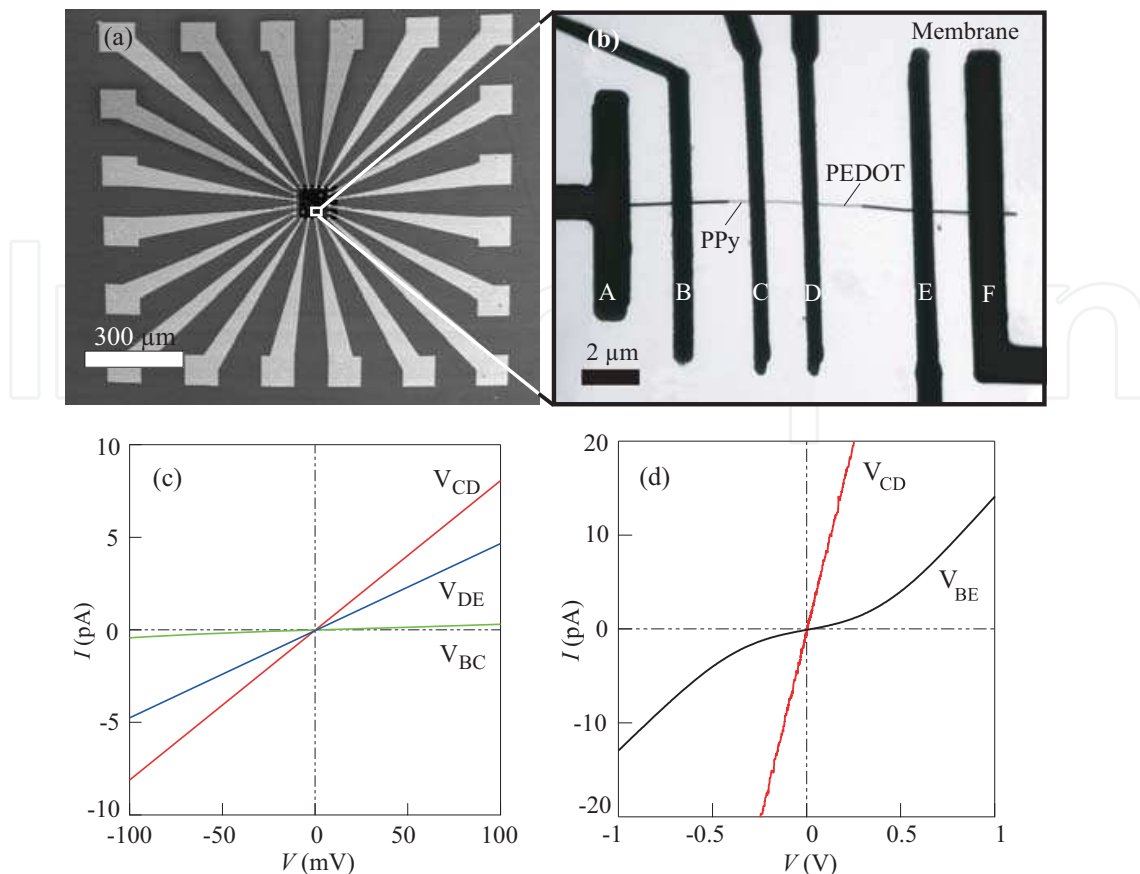 (a)
300 µm
(b)
Membrane
PEDOT
PPy
A B C D E F
2 µm
(c)
10
5
0
-5
-10
I (pA)
V_CD
V_DE
V_BC
-100 -50 0 50 100
V (mV)
(d)
20
10
0
-10
-20
I (pA)
V_CD
V_BE
-1 -0.5 0 0.5 1
V (V)